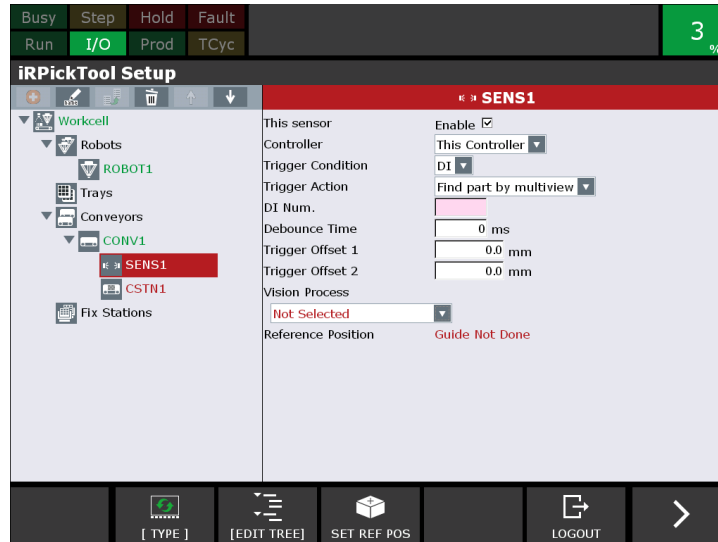 Busy Step Hold Fault
Run I/O Prod TCyc
3 %
iRPickTool Setup
SENS1
Workcell
Robots
ROBOT1
Trays
Conveyors
CONV1
SENS1
CSTN1
Fix Stations
This sensor Enable
Controller This Controller
Trigger Condition DI
Trigger Action Find part by multiview
DI Num.
Debounce Time 0 ms
Trigger Offset 1 0.0 mm
Trigger Offset 2 0.0 mm
Vision Process
Not Selected
Reference Position Guide Not Done
[ TYPE ] [EDIT TREE] SET REF POS LOGOUT